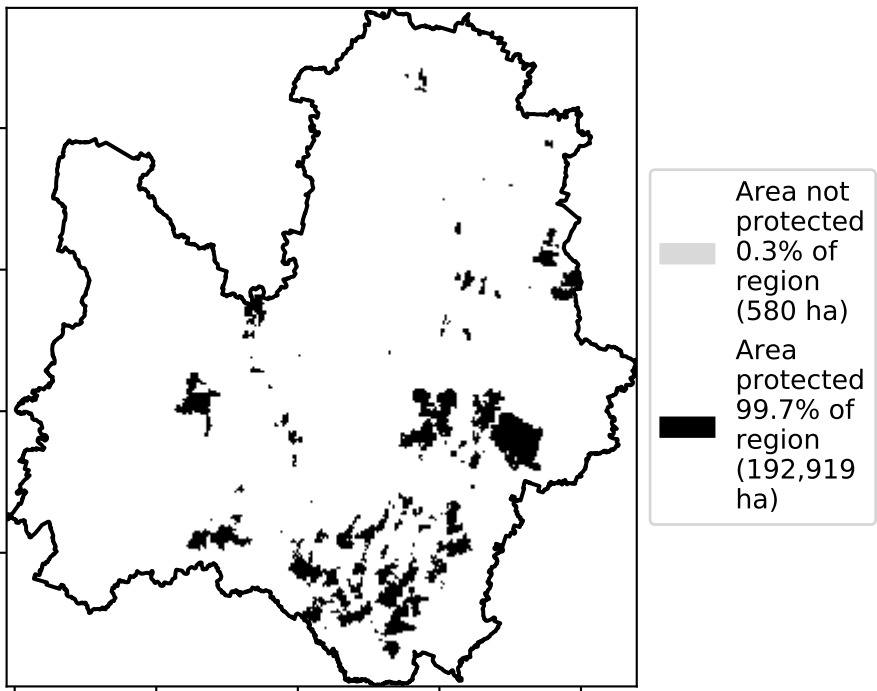 Area not
protected
0.3% of
region
(580 ha)
Area
protected
99.7% of
region
(192,919
ha)